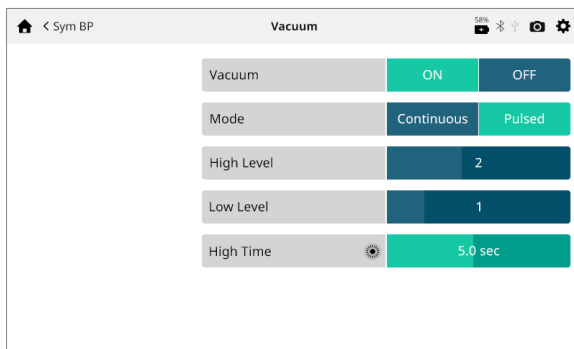 < Sym BP Vacuum 58%
Vacuum ON OFF
Mode Continuous Pulsed
High Level 2
Low Level 1
High Time 5.0 sec